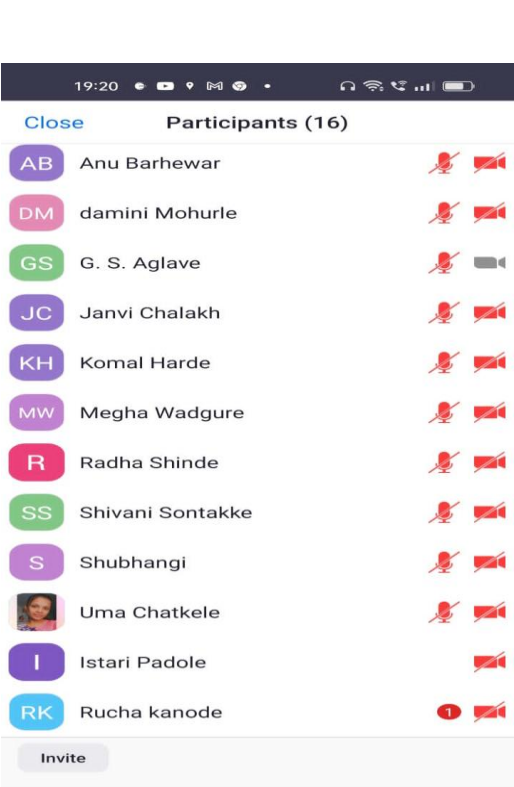 19:20
Close Participants (16)
AB Anu Barhewar
DM damini Mohurle
GS G. S. Aglave
JC Janvi Chalakh
KH Komal Harde
MW Megha Wadgure
R Radha Shinde
SS Shivani Sontakke
S Shubhangi
Uma Chatkele
I Istari Padole
RK Rucha kanode 1
Invite